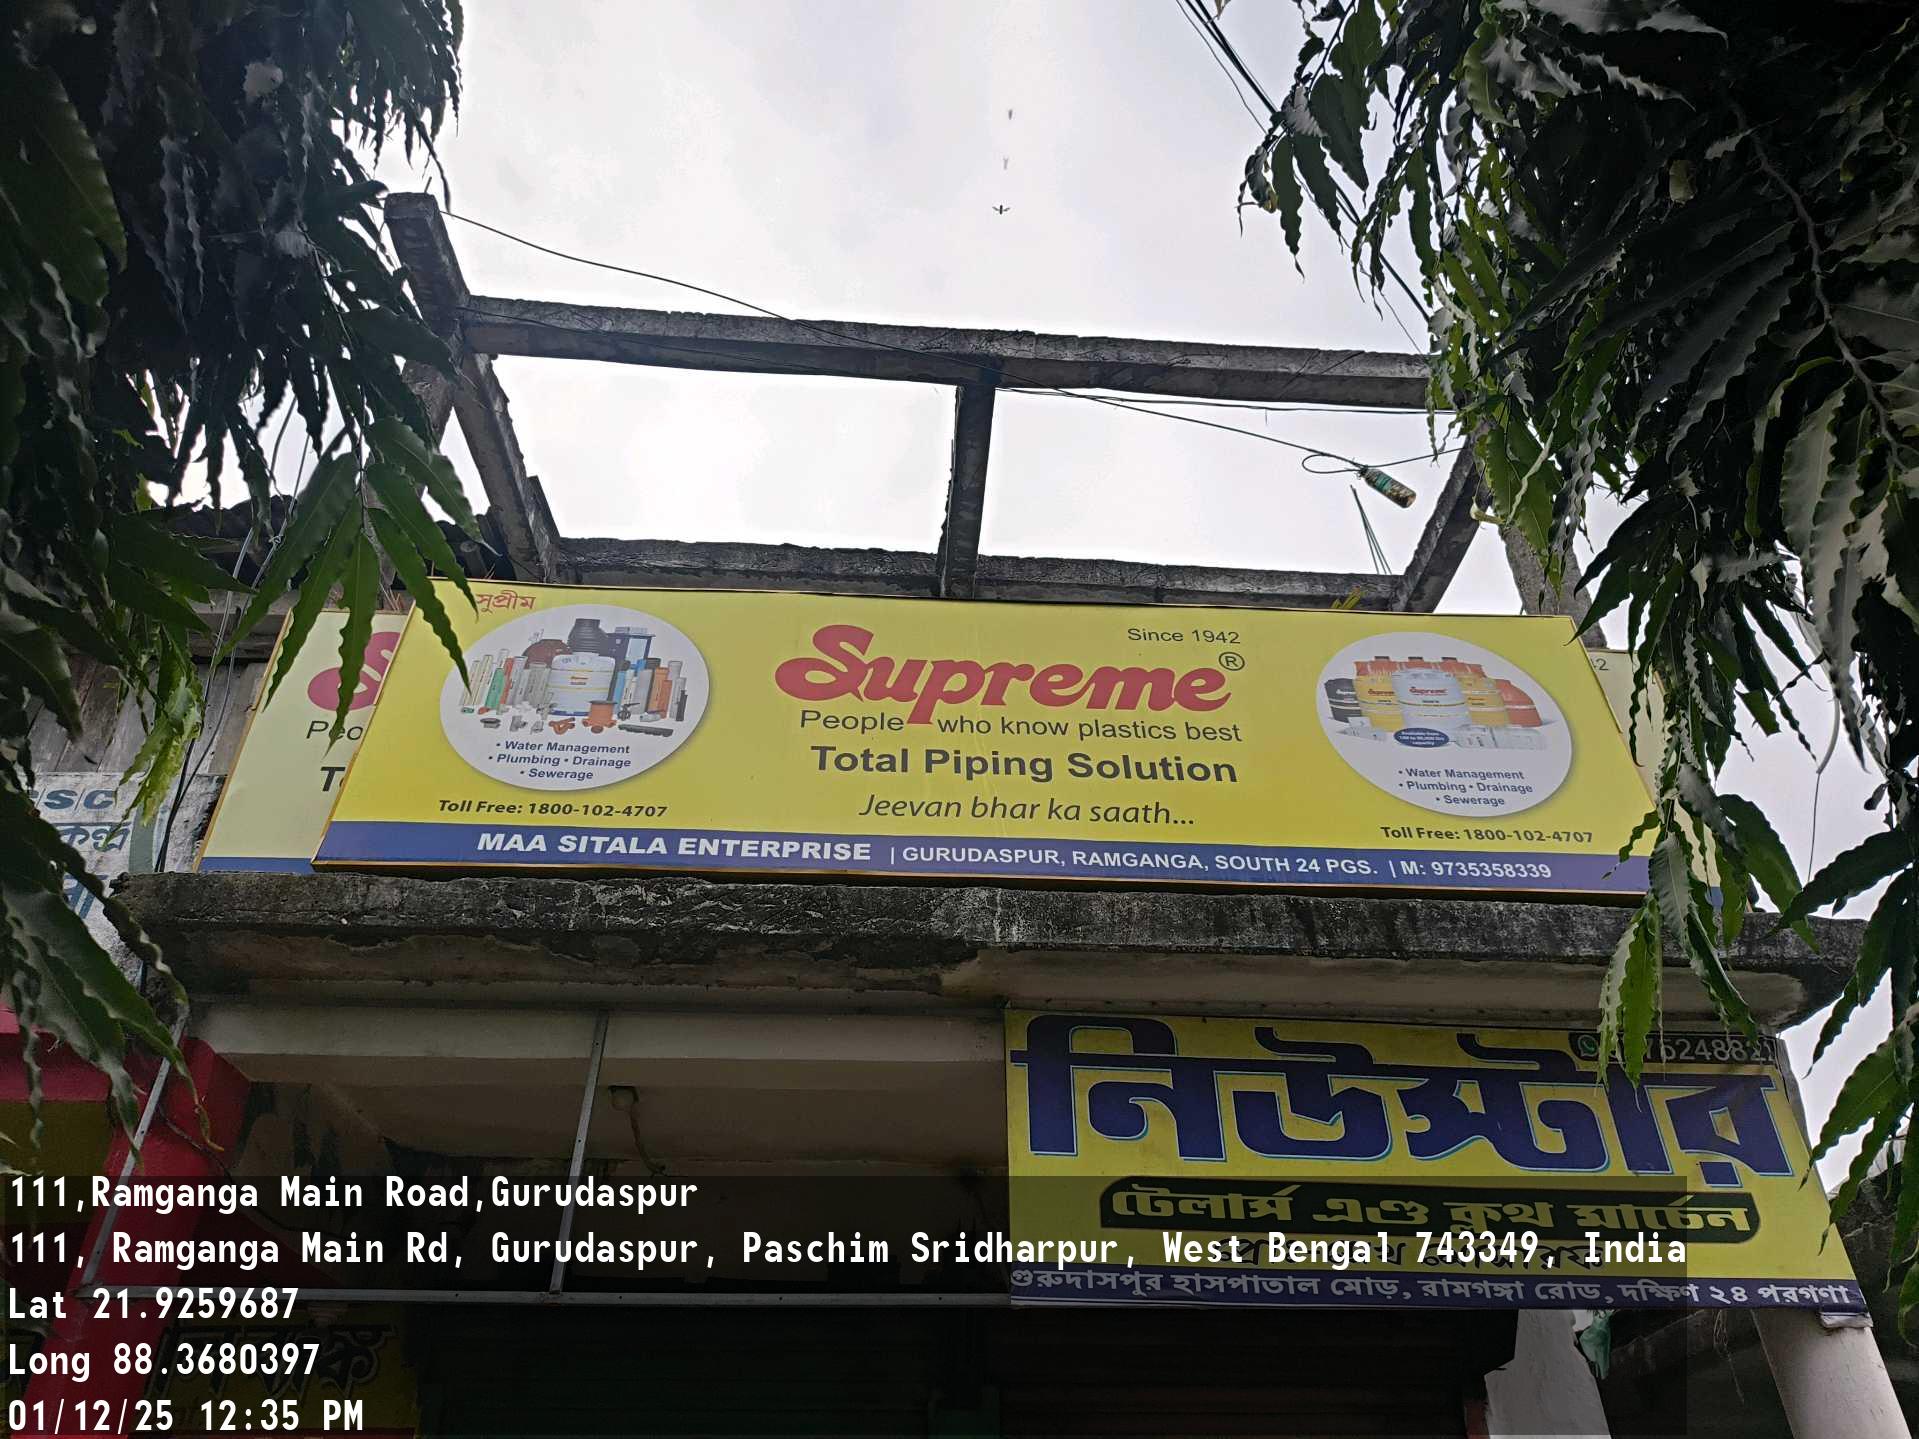 সুপ্রীম
Since 1942
Supreme®
People who know plastics best
Total Piping Solution
Jeevan bhar ka saath...
• Water Management
• Plumbing • Drainage
• Sewerage
Toll Free: 1800-102-4707
Supreme
• Water Management
• Plumbing • Drainage
• Sewerage
Toll Free: 1800-102-4707
MAA SITALA ENTERPRISE | GURUDASPUR, RAMGANGA, SOUTH 24 PGS. | M: 9735358339
নিউস্টার
টেলার্স এণ্ড ক্লথ মার্চেন
গুরুদাসপুর হাসপাতাল মোড়, রামগঙ্গা রোড, দক্ষিণ ২৪ পরগণা
111,Ramganga Main Road,Gurudaspur
111, Ramganga Main Rd, Gurudaspur, Paschim Sridharpur, West Bengal 743349, India
Lat 21.9259687
Long 88.3680397
01/12/25 12:35 PM